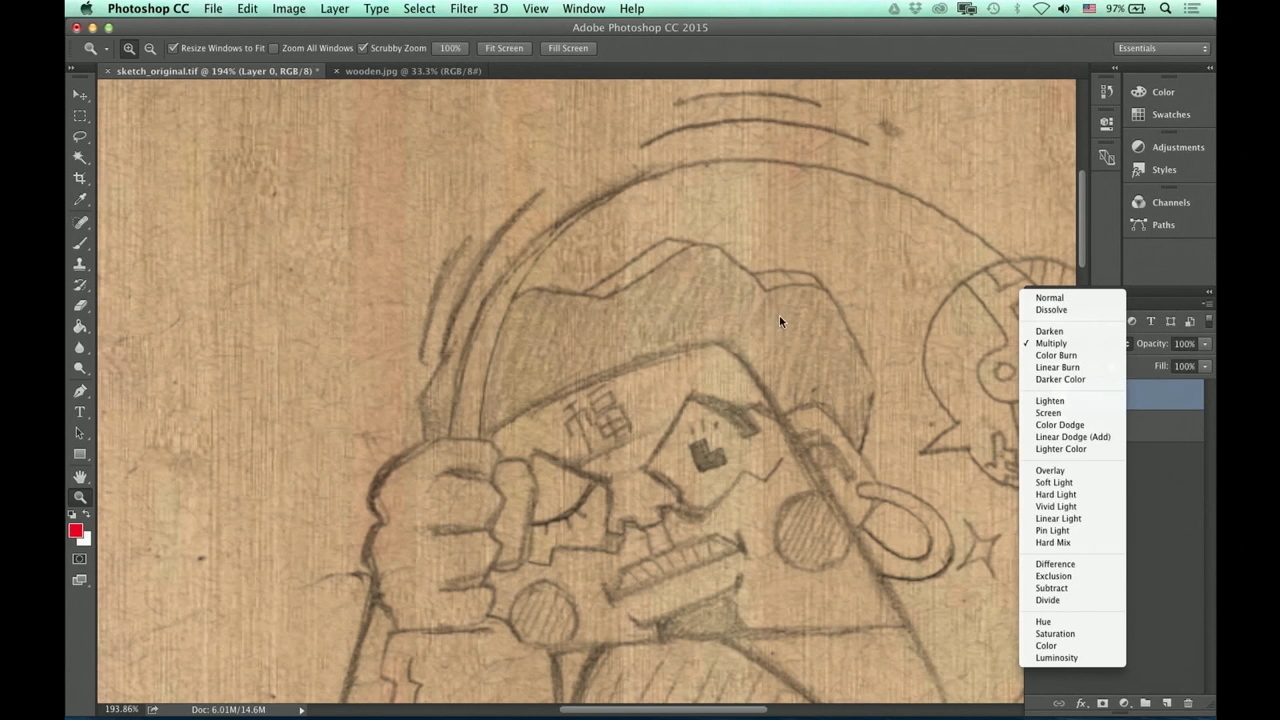 Photoshop CC File Edit Image Layer Type Select Filter 3D View Window Help 97%
Adobe Photoshop CC 2015
Resize Windows to Fit Zoom All Windows Scrubby Zoom 100% Fit Screen Fill Screen Essentials
× sketch_original.tif @ 194% (Layer 0, RGB/8) * × wooden.jpg @ 33.3% (RGB/8#)
Color
Swatches
Adjustments
Styles
Channels
Paths
Normal
Dissolve
Darken
✓ Multiply
Color Burn
Linear Burn
Darker Color
Lighten
Screen
Color Dodge
Linear Dodge (Add)
Lighter Color
Overlay
Soft Light
Hard Light
Vivid Light
Linear Light
Pin Light
Hard Mix
Difference
Exclusion
Subtract
Divide
Hue
Saturation
Color
Luminosity
Opacity: 100%
Fill: 100%
福
193.86% Doc: 6.01M/14.6M